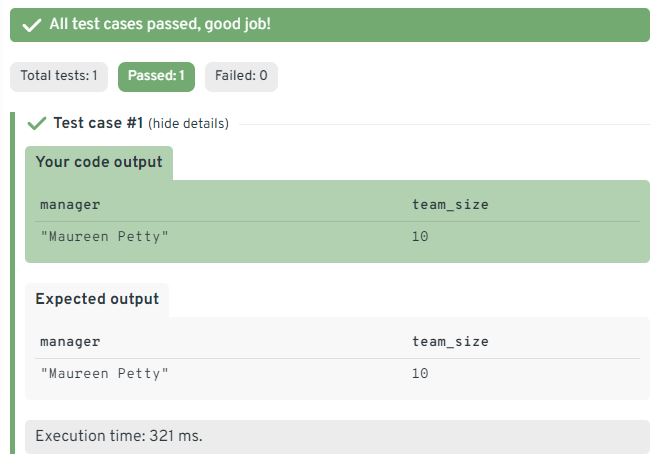 All test cases passed, good job!
Total tests: 1 Passed: 1 Failed: 0
Test case #1 (hide details)
Your code output
manager team_size
"Maureen Petty" 10
Expected output
manager team_size
"Maureen Petty" 10
Execution time: 321 ms.